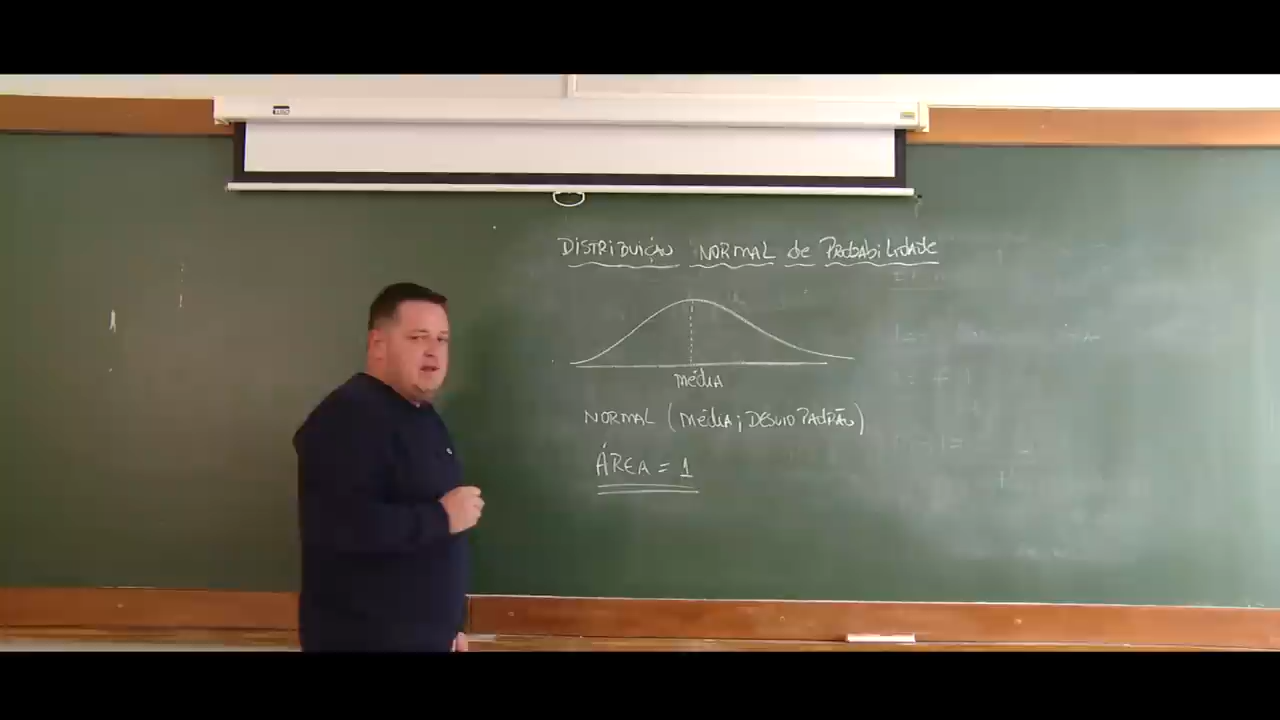 DISTRIBUIÇÃO NORMAL de PROBABILIDADE
MÉDIA
NORMAL (MÉDIA; DESVIO PADRÃO)
ÁREA = 1